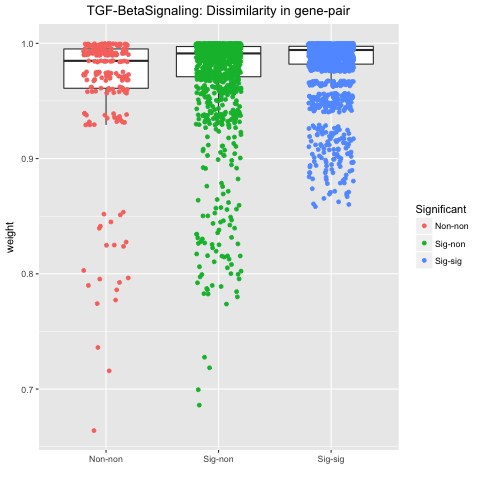 TGF-BetaSignaling: Dissimilarity in gene-pair
1.0
0.9
0.8
0.7
weight
Non-non
Sig-non
Sig-sig
Significant
Non-non
Sig-non
Sig-sig